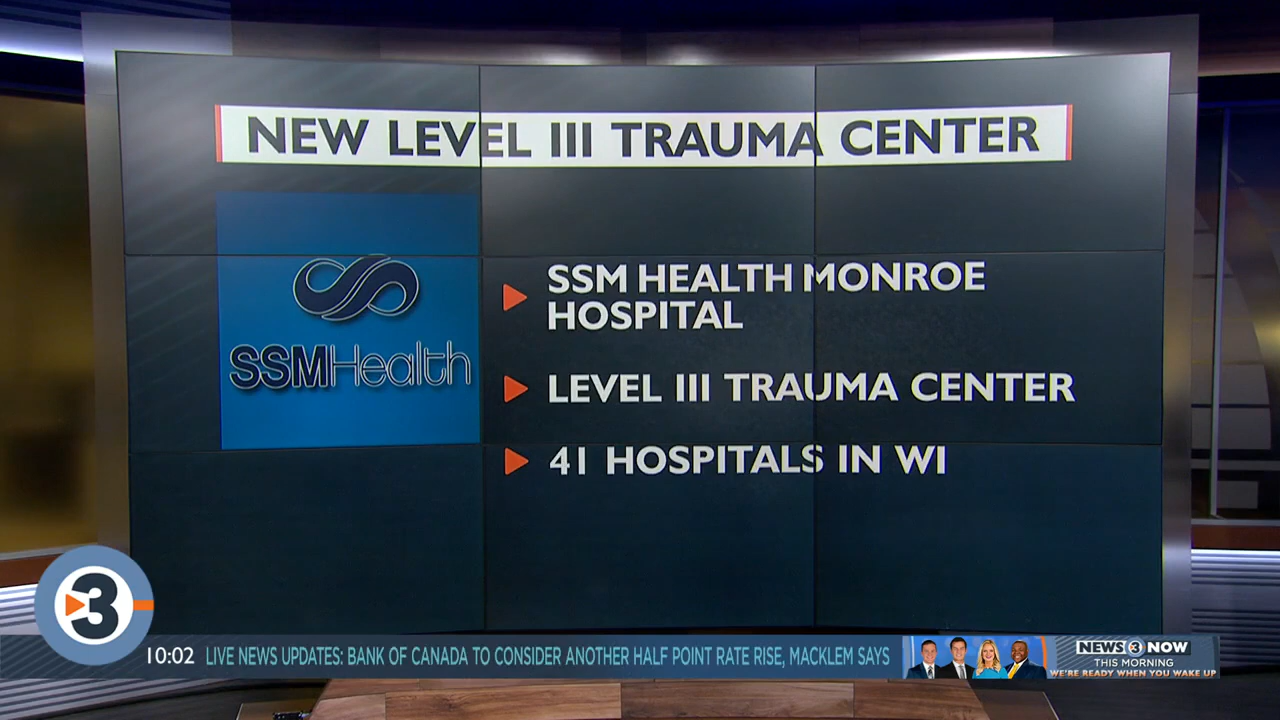 NEW LEVEL III TRAUMA CENTER
SSMHealth
SSM HEALTH MONROE
HOSPITAL
LEVEL III TRAUMA CENTER
41 HOSPITALS IN WI
3
10:02 LIVE NEWS UPDATES: BANK OF CANADA TO CONSIDER ANOTHER HALF POINT RATE RISE, MACKLEM SAYS
NEWS 3 NOW
THIS MORNING
WE'RE READY WHEN YOU WAKE UP